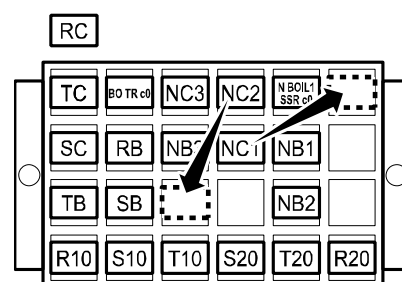 RC
TC
BO TR c0
NC3
NC2
N BOIL1
SSR c0
SC
RB
NC1
NB1
TB
SB
NB2
R10
S10
T10
S20
T20
R20